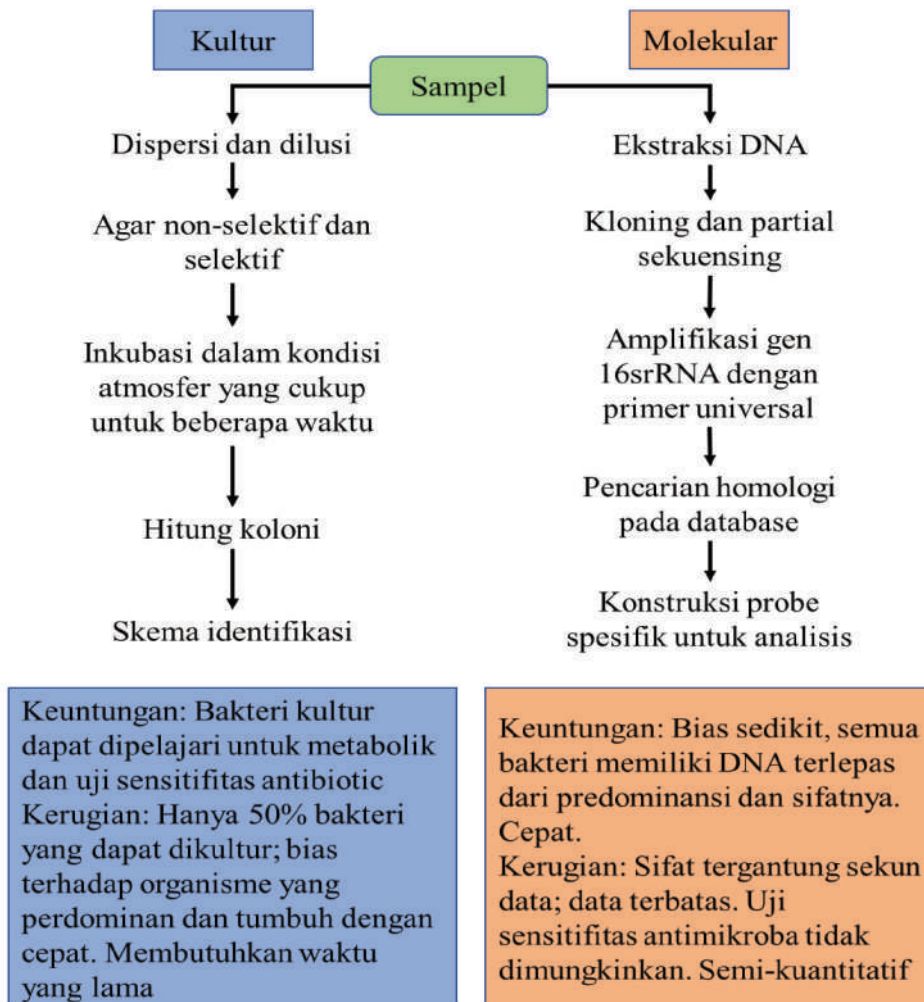 Kultur
Molekular
Sampel
Dispersi dan dilusi
Agar non-selektif dan
selektif
Inkubasi dalam kondisi
atmosfer yang cukup
untuk beberapa waktu
Hitung koloni
Skema identifikasi
Ekstraksi DNA
Kloning dan partial
sekuensing
Amplifikasi gen
16srRNA dengan
primer universal
Pencarian homologi
pada database
Konstruksi probe
spesifik untuk analisis
Keuntungan: Bakteri kultur
dapat dipelajari untuk metabolik
dan uji sensitifitas antibiotic
Kerugian: Hanya 50% bakteri
yang dapat dikultur; bias
terhadap organisme yang
perdominan dan tumbuh dengan
cepat. Membutuhkan waktu
yang lama
Keuntungan: Bias sedikit, semua
bakteri memiliki DNA terlepas
dari predominansi dan sifatnya.
Cepat.
Kerugian: Sifat tergantung sekun
data; data terbatas. Uji
sensitifitas antimikroba tidak
dimungkinkan. Semi-kuantitatif